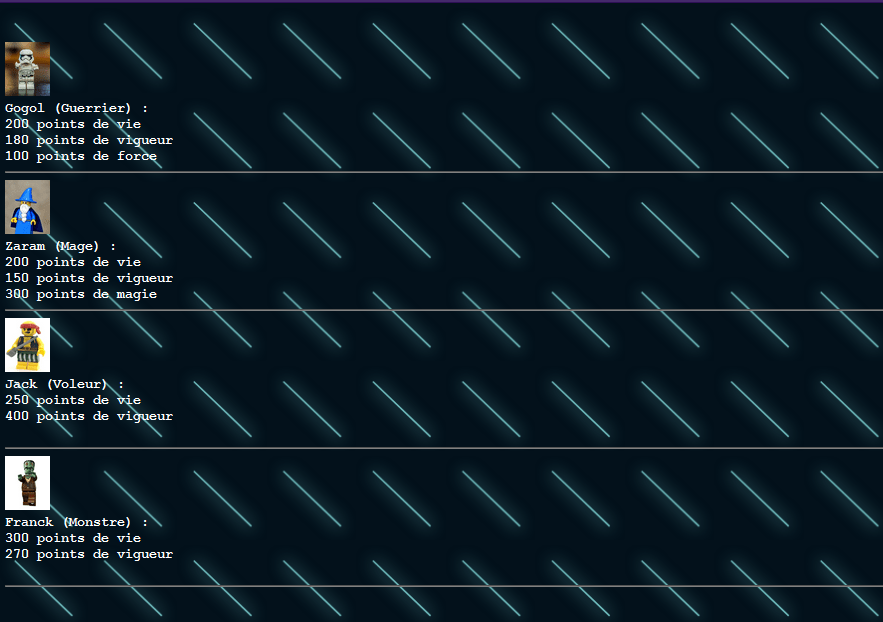 Gogol (Guerrier) :
200 points de vie
180 points de vigueur
100 points de force
Zaram (Mage) :
200 points de vie
150 points de vigueur
300 points de magie
Jack (Voleur) :
250 points de vie
400 points de vigueur
Franck (Monstre) :
300 points de vie
270 points de vigueur